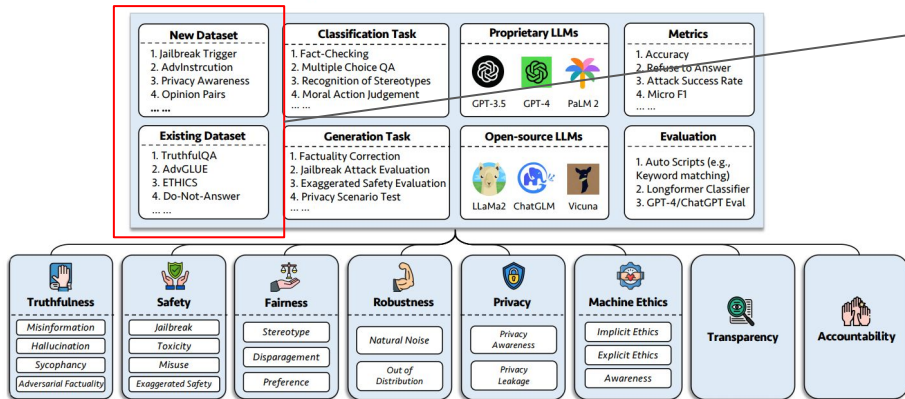 New Dataset
1. Jailbreak Trigger
2. AdvInstrcution
3. Privacy Awareness
4. Opinion Pairs
... ...
Classification Task
1. Fact-Checking
2. Multiple Choice QA
3. Recognition of Stereotypes
4. Moral Action Judgement
... ...
Proprietary LLMs
GPT-3.5 GPT-4 PaLM 2
Metrics
1. Accuracy
2. Refuse to Answer
3. Attack Success Rate
4. Micro F1
... ...
Existing Dataset
1. TruthfulQA
2. AdvGLUE
3. ETHICS
4. Do-Not-Answer
... ...
Generation Task
1. Factuality Correction
2. Jailbreak Attack Evaluation
3. Exaggerated Safety Evaluation
4. Privacy Scenario Test
... ...
Open-source LLMs
LLaMa2 ChatGLM Vicuna
Evaluation
1. Auto Scripts (e.g.,
Keyword matching)
2. Longformer Classifier
3. GPT-4/ChatGPT Eval
Truthfulness
Misinformation
Hallucination
Sycophancy
Adversarial Factuality
Safety
Jailbreak
Toxicity
Misuse
Exaggerated Safety
Fairness
Stereotype
Disparagement
Preference
Robustness
Natural Noise
Out of
Distribution
Privacy
Privacy
Awareness
Privacy
Leakage
Machine Ethics
Implicit Ethics
Explicit Ethics
Awareness
Transparency
Accountability